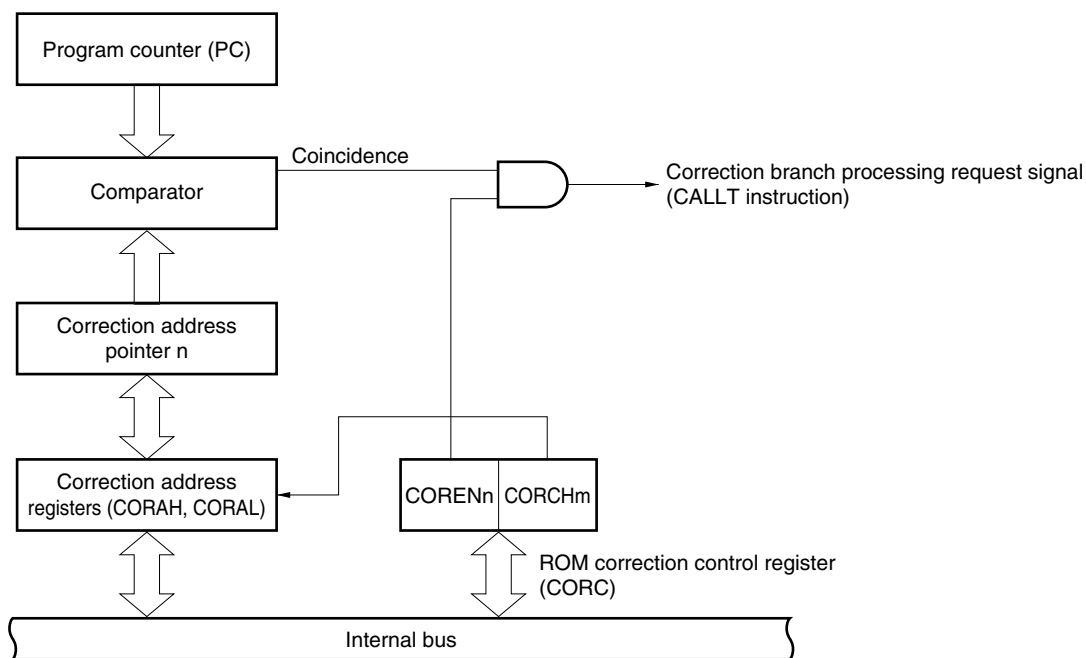 Program counter (PC)
Coincidence
Comparator
Correction branch processing request signal
(CALLT instruction)
Correction address
pointer n
Correction address
registers (CORAH, CORAL)
CORENn
CORCHm
ROM correction control register
(CORC)
Internal bus